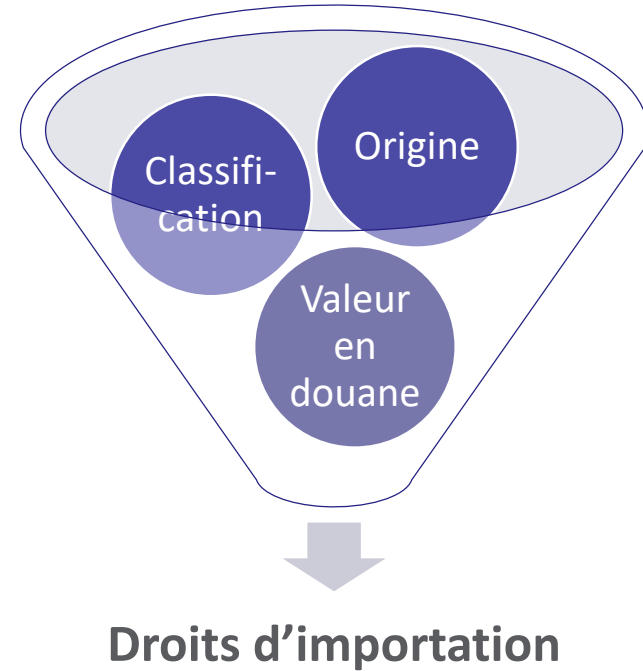 Origine
Classifi-
cation
Valeur
en
douane
Droits d’importation